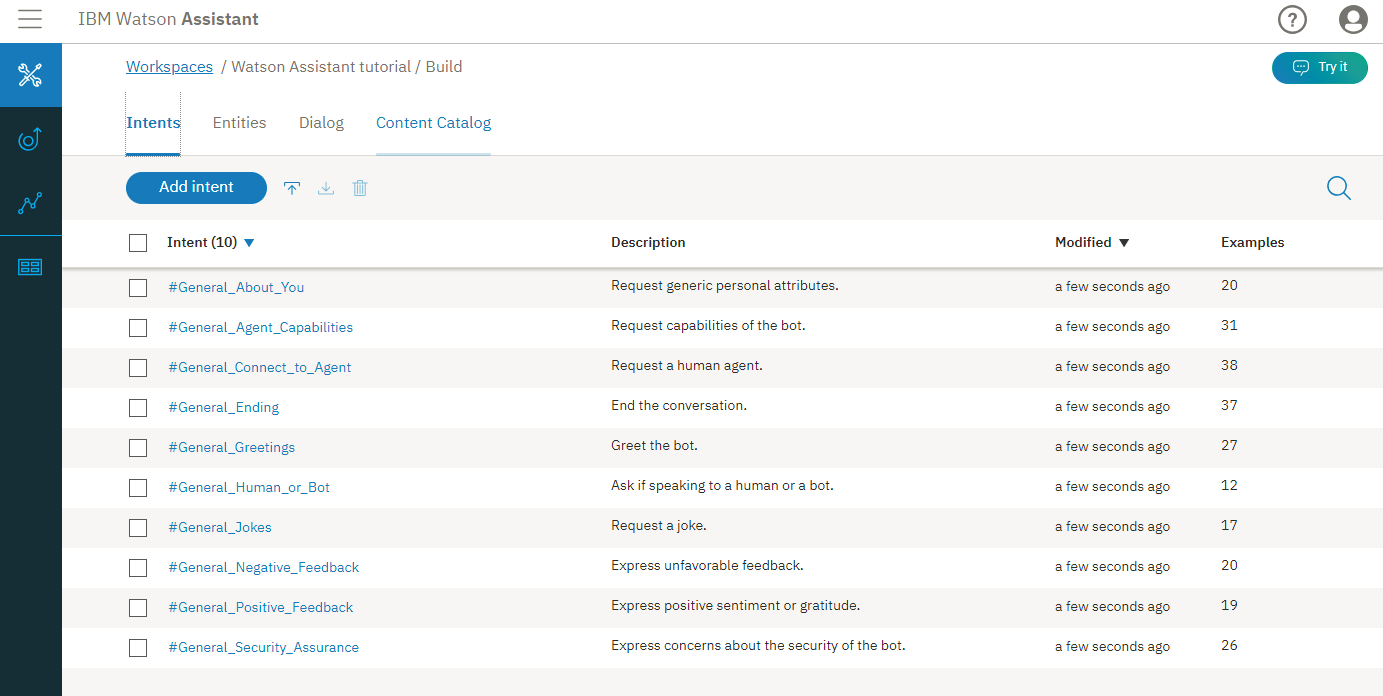 IBM Watson Assistant
?
Workspaces / Watson Assistant tutorial / Build
Try it
Intents Entities Dialog Content Catalog
Add intent
Intent (10) ▼ Description Modified ▼ Examples
#General_About_You Request generic personal attributes. a few seconds ago 20
#General_Agent_Capabilities Request capabilities of the bot. a few seconds ago 31
#General_Connect_to_Agent Request a human agent. a few seconds ago 38
#General_Ending End the conversation. a few seconds ago 37
#General_Greetings Greet the bot. a few seconds ago 27
#General_Human_or_Bot Ask if speaking to a human or a bot. a few seconds ago 12
#General_Jokes Request a joke. a few seconds ago 17
#General_Negative_Feedback Express unfavorable feedback. a few seconds ago 20
#General_Positive_Feedback Express positive sentiment or gratitude. a few seconds ago 19
#General_Security_Assurance Express concerns about the security of the bot. a few seconds ago 26